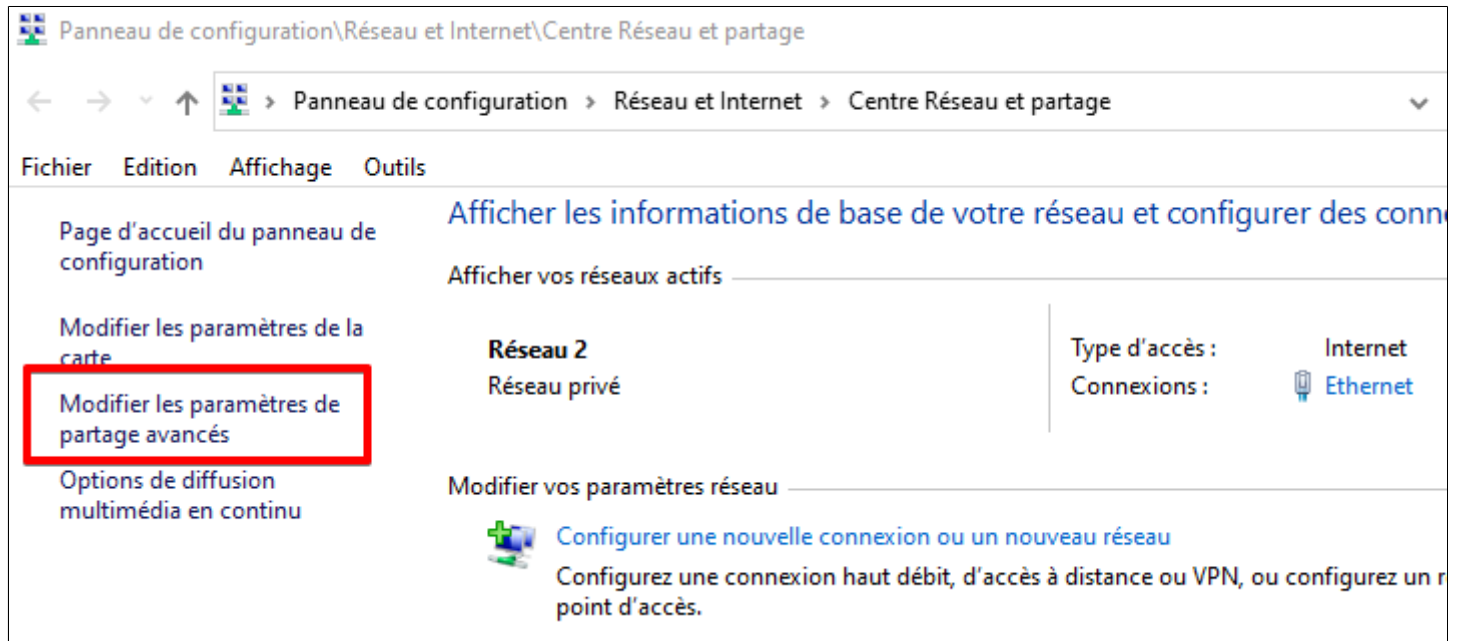 Panneau de configuration\Réseau et Internet\Centre Réseau et partage
Panneau de configuration > Réseau et Internet > Centre Réseau et partage
Fichier Edition Affichage Outils
Page d'accueil du panneau de
configuration
Modifier les paramètres de la
carte
Modifier les paramètres de
partage avancés
Options de diffusion
multimédia en continu
Afficher les informations de base de votre réseau et configurer des
Afficher vos réseaux actifs
Réseau 2
Réseau privé
Type d'accès : Internet
Connexions : Ethernet
Modifier vos paramètres réseau
Configurer une nouvelle connexion ou un nouveau réseau
Configurez une connexion haut débit, d'accès à distance ou VPN, ou configurez un
point d'accès.